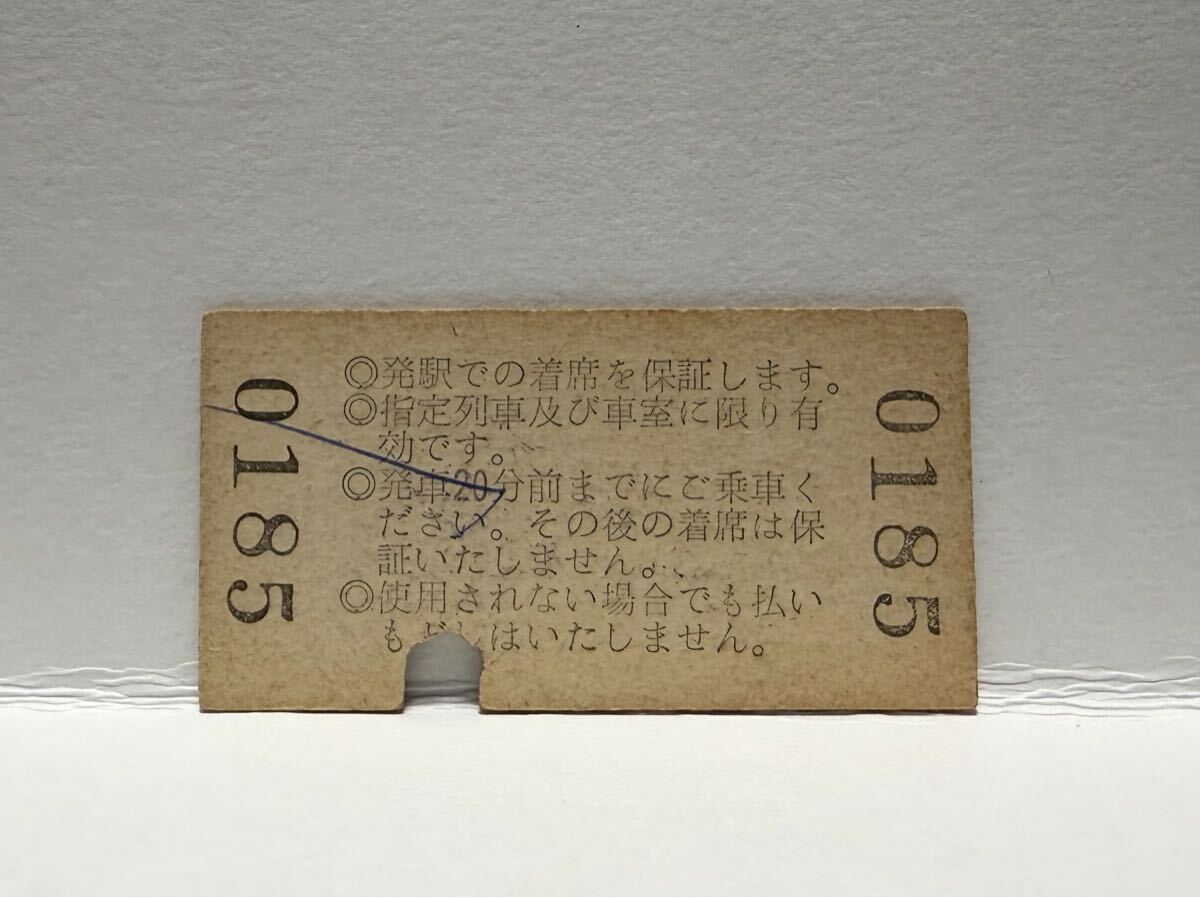 0185
◎発駅での着席を保証します。
◎指定列車及び車室に限り有
効です。
◎発車20分前までにご乗車く
ださい。その後の着席は保
証いたしません。
◎使用されない場合でも払い
もどしはいたしません。
0185